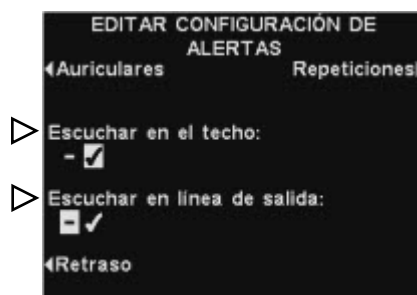 EDITAR CONFIGURACIÓN DE
ALERTAS
Auriculares Repeticiones
Escuchar en el techo:
- ✓
Escuchar en línea de salida:
- ✓
Retraso